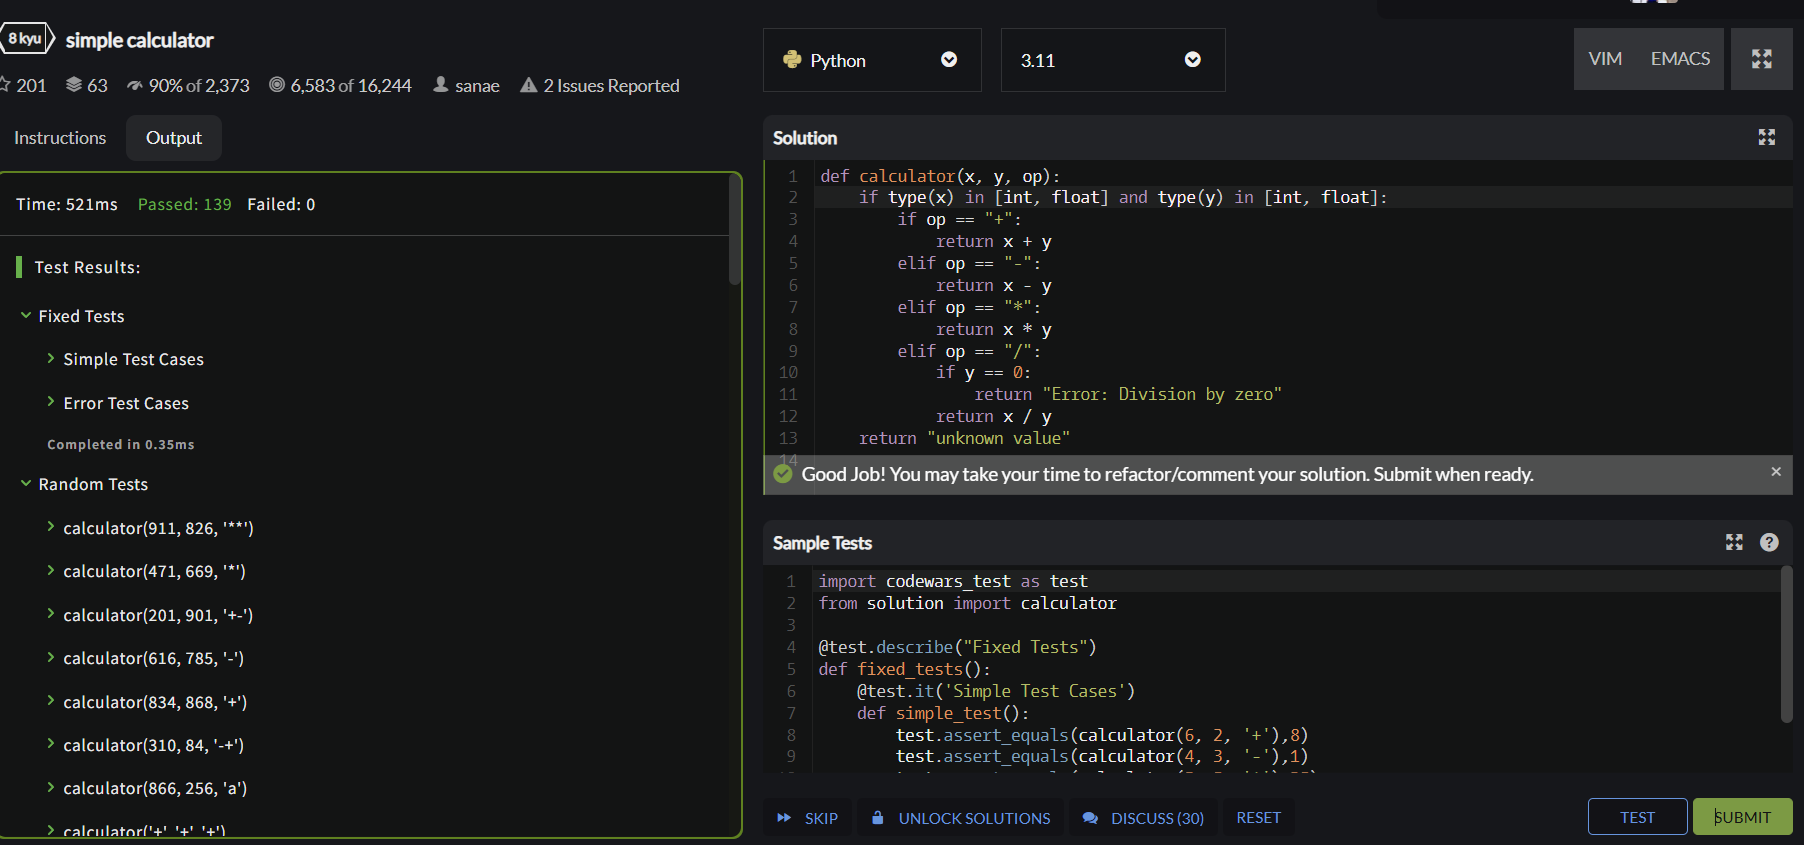 8 kyu simple calculator
201 63 90% of 2,373 6,583 of 16,244 sanae 2 Issues Reported
Instructions Output
Time: 521ms Passed: 139 Failed: 0
Test Results:
Fixed Tests
Simple Test Cases
Error Test Cases
Completed in 0.35ms
Random Tests
calculator(911, 826, '**')
calculator(471, 669, '*')
calculator(201, 901, '+-')
calculator(616, 785, '-')
calculator(834, 868, '+')
calculator(310, 84, '-+')
calculator(866, 256, 'a')
calculator('+', '+', '+')
Python 3.11 VIM EMACS
Solution
1 def calculator(x, y, op):
2     if type(x) in [int, float] and type(y) in [int, float]:
3         if op == "+":
4             return x + y
5         elif op == "-":
6             return x - y
7         elif op == "*":
8             return x * y
9         elif op == "/":
10             if y == 0:
11                 return "Error: Division by zero"
12             return x / y
13     return "unknown value"
14
Good Job! You may take your time to refactor/comment your solution. Submit when ready.
Sample Tests
1 import codewars_test as test
2 from solution import calculator
3
4 @test.describe("Fixed Tests")
5 def fixed_tests():
6     @test.it('Simple Test Cases')
7     def simple_test():
8         test.assert_equals(calculator(6, 2, '+'),8)
9         test.assert_equals(calculator(4, 3, '-'),1)
SKIP UNLOCK SOLUTIONS DISCUSS (30) RESET TEST SUBMIT